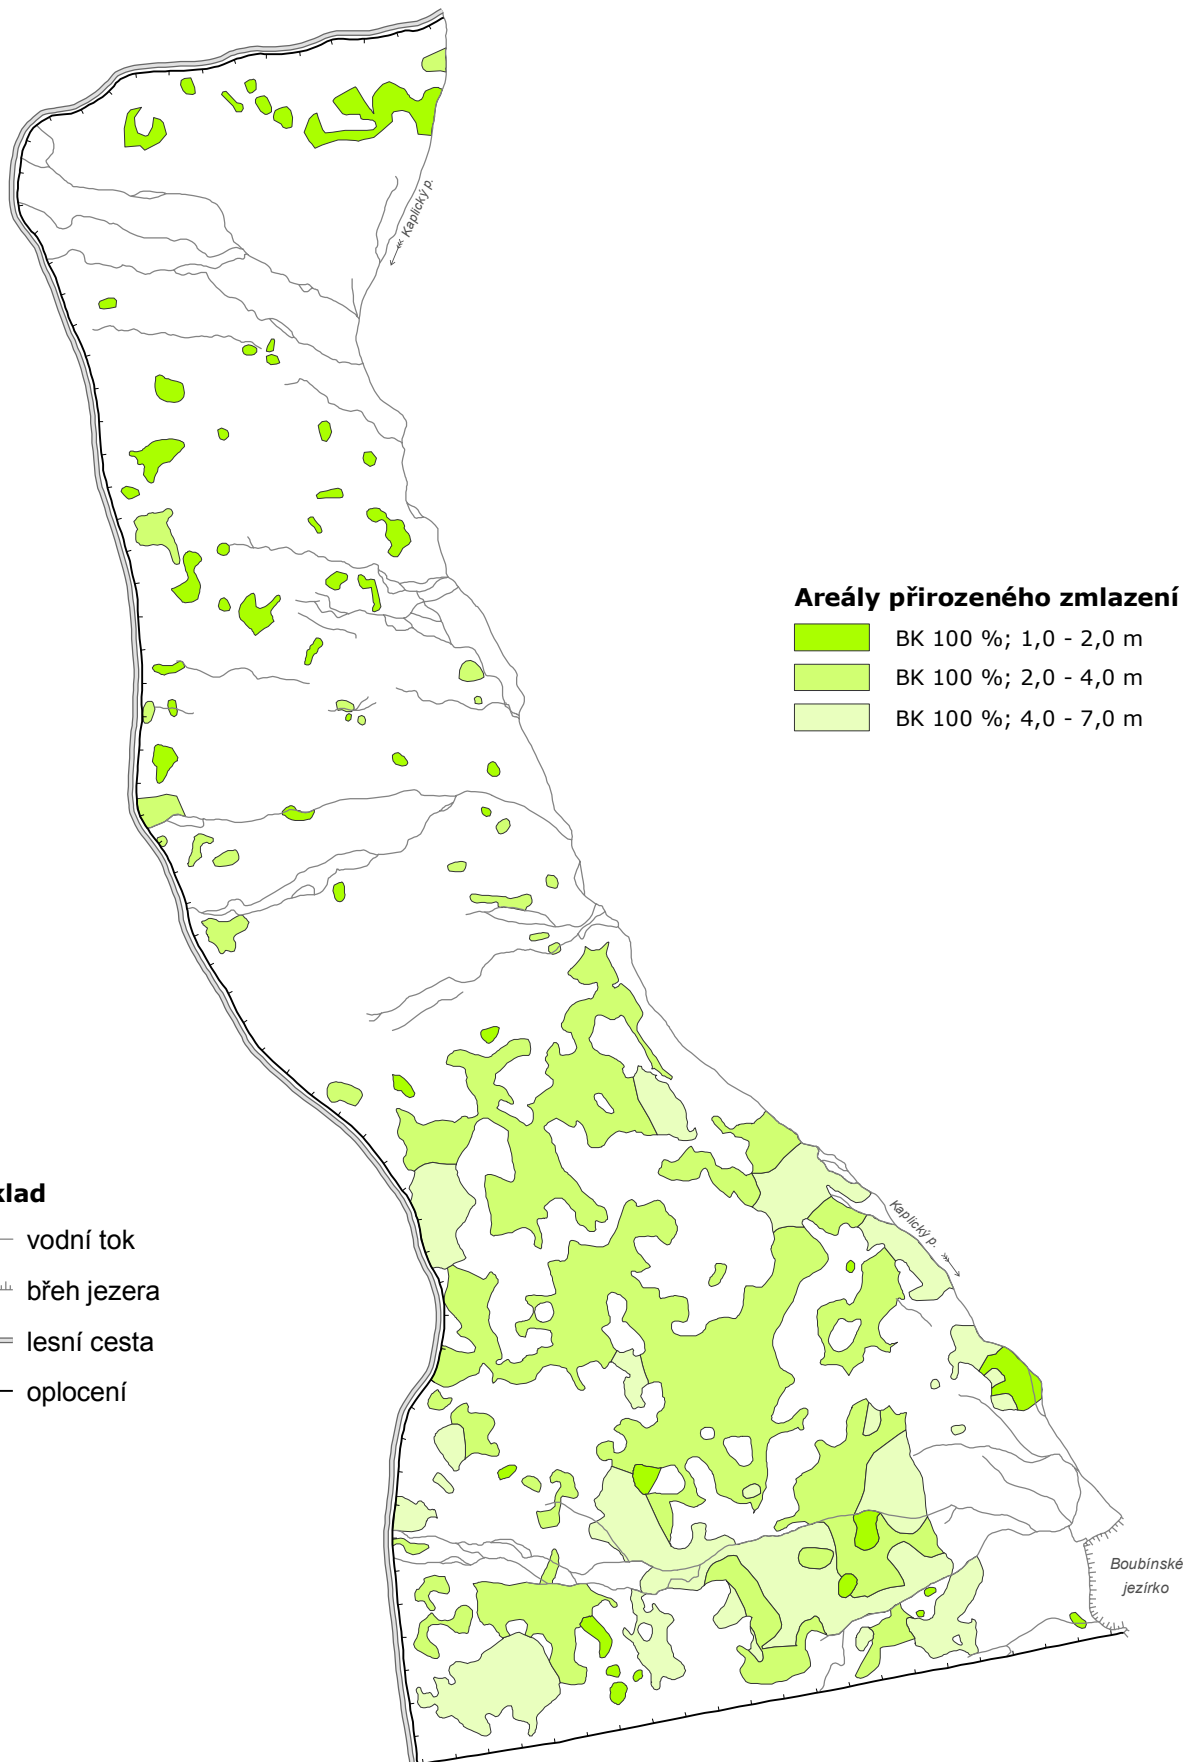 ««« Kaplický p.
Areály přirozeného zmlazení
BK 100 %; 1,0 - 2,0 m
BK 100 %; 2,0 - 4,0 m
BK 100 %; 4,0 - 7,0 m
klad
vodní tok
břeh jezera
lesní cesta
oplocení
Kaplický p. »»»
Boubínské
jezírko